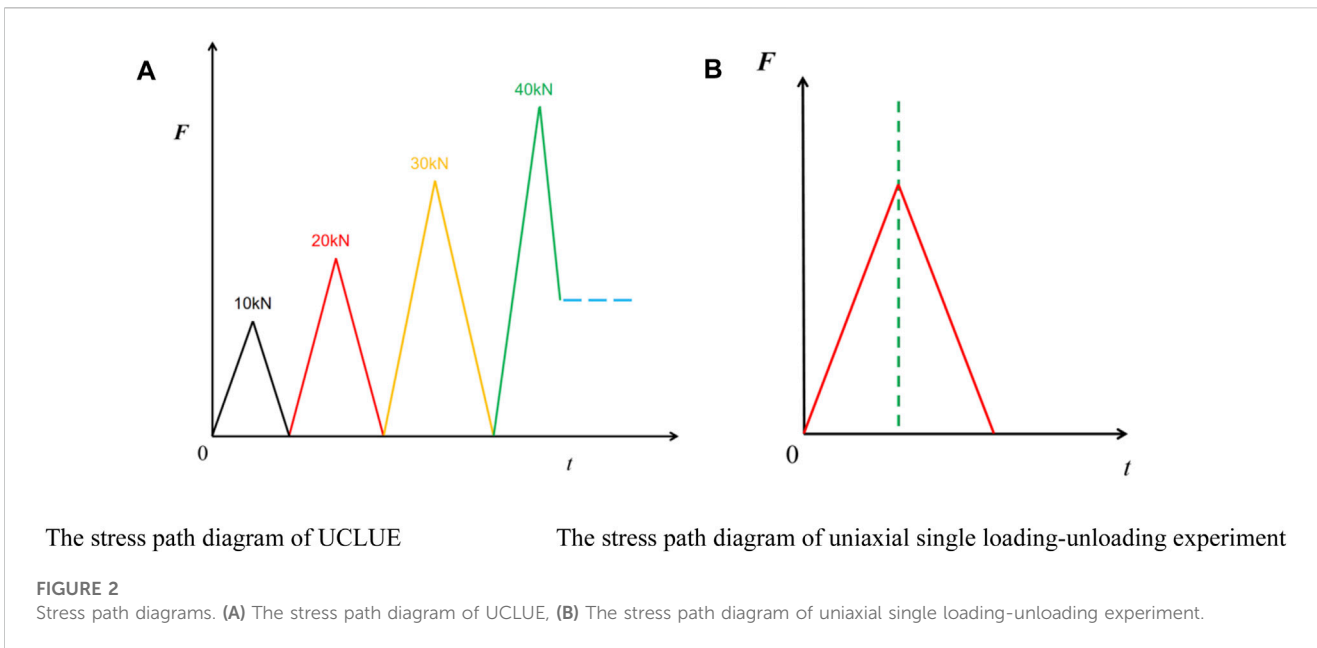 A
F
10kN
20kN
30kN
40kN
0
t
B
F
0
t
The stress path diagram of UCLUE
The stress path diagram of uniaxial single loading-unloading experiment
FIGURE 2
Stress path diagrams. (A) The stress path diagram of UCLUE, (B) The stress path diagram of uniaxial single loading-unloading experiment.